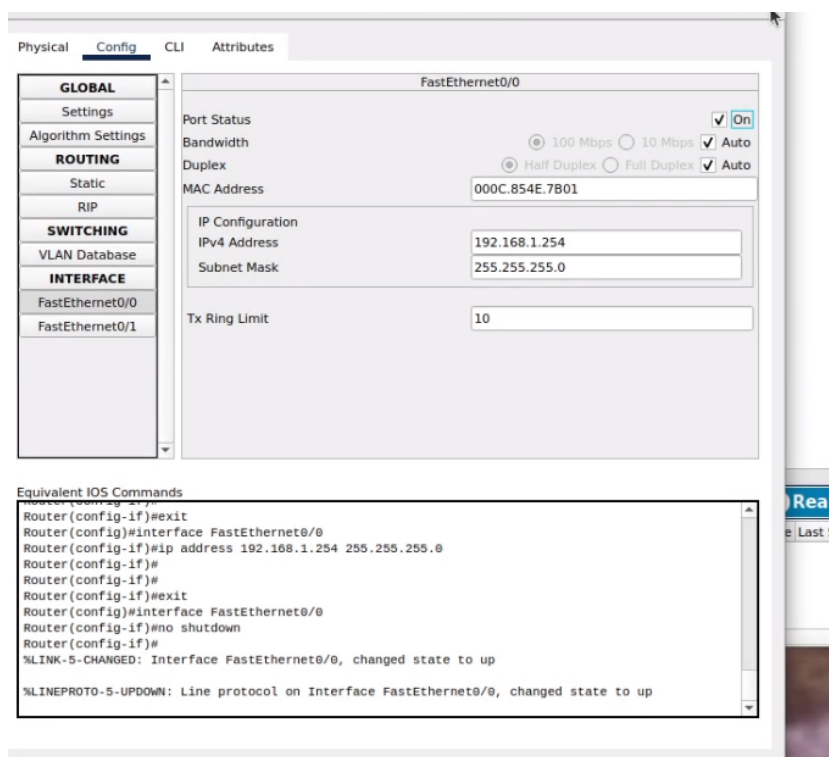 Physical Config CLI Attributes
GLOBAL
Settings
Algorithm Settings
ROUTING
Static
RIP
SWITCHING
VLAN Database
INTERFACE
FastEthernet0/0
FastEthernet0/1
FastEthernet0/0
Port Status On
Bandwidth 100 Mbps 10 Mbps Auto
Duplex Half Duplex Full Duplex Auto
MAC Address 000C.854E.7B01
IP Configuration
IPv4 Address 192.168.1.254
Subnet Mask 255.255.255.0
Tx Ring Limit 10
Equivalent IOS Commands
Router(config-if)#
Router(config-if)#exit
Router(config)#interface FastEthernet0/0
Router(config-if)#ip address 192.168.1.254 255.255.255.0
Router(config-if)#
Router(config-if)#
Router(config-if)#exit
Router(config)#interface FastEthernet0/0
Router(config-if)#no shutdown
Router(config-if)#
%LINK-5-CHANGED: Interface FastEthernet0/0, changed state to up
%LINEPROTO-5-UPDOWN: Line protocol on Interface FastEthernet0/0, changed state to up
Last